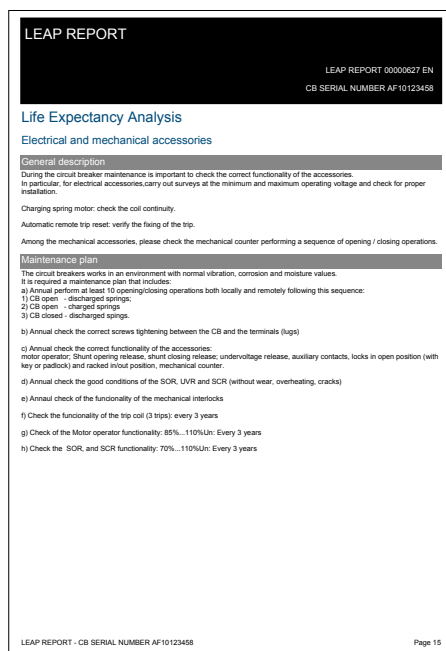 LEAP REPORT
LEAP REPORT 00000627 EN
CB SERIAL NUMBER AF10123458
Life Expectancy Analysis
Electrical and mechanical accessories
General description
During the circuit breaker maintenance is important to check the correct functionality of the accessories.
In particular, for electrical accessories,carry out surveys at the minimum and maximum operating voltage and check for proper
installation.
Charging spring motor: check the coil continuity.
Automatic remote trip reset: verify the fixing of the trip.
Among the mechanical accessories, please check the mechanical counter performing a sequence of opening / closing operations.
Maintenance plan
The circuit breakers works in an environment with normal vibration, corrosion and moisture values.
It is required a maintenance plan that includes:
a) Annual perform at least 10 opening/closing operations both locally and remotely following this sequence:
1) CB open - discharged springs;
2) CB open - charged springs
3) CB closed - discharged spings.
b) Annual check the correct screws tightening between the CB and the terminals (lugs)
c) Annual check the correct functionality of the accessories:
motor operator; Shunt opening release, shunt closing release; undervoltage release, auxiliary contacts, locks in open position (with
key or padlock) and racked in/out position, mechanical counter.
d) Annual check the good conditions of the SOR, UVR and SCR (without wear, overheating, cracks)
e) Annaul check of the funcionality of the mechanical interlocks
f) Check the funcionality of the trip coil (3 trips): every 3 years
g) Check of the Motor operator functionality: 85%...110%Un: Every 3 years
h) Check the SOR, and SCR functionality: 70%...110%Un: Every 3 years
LEAP REPORT - CB SERIAL NUMBER AF10123458
Page 15